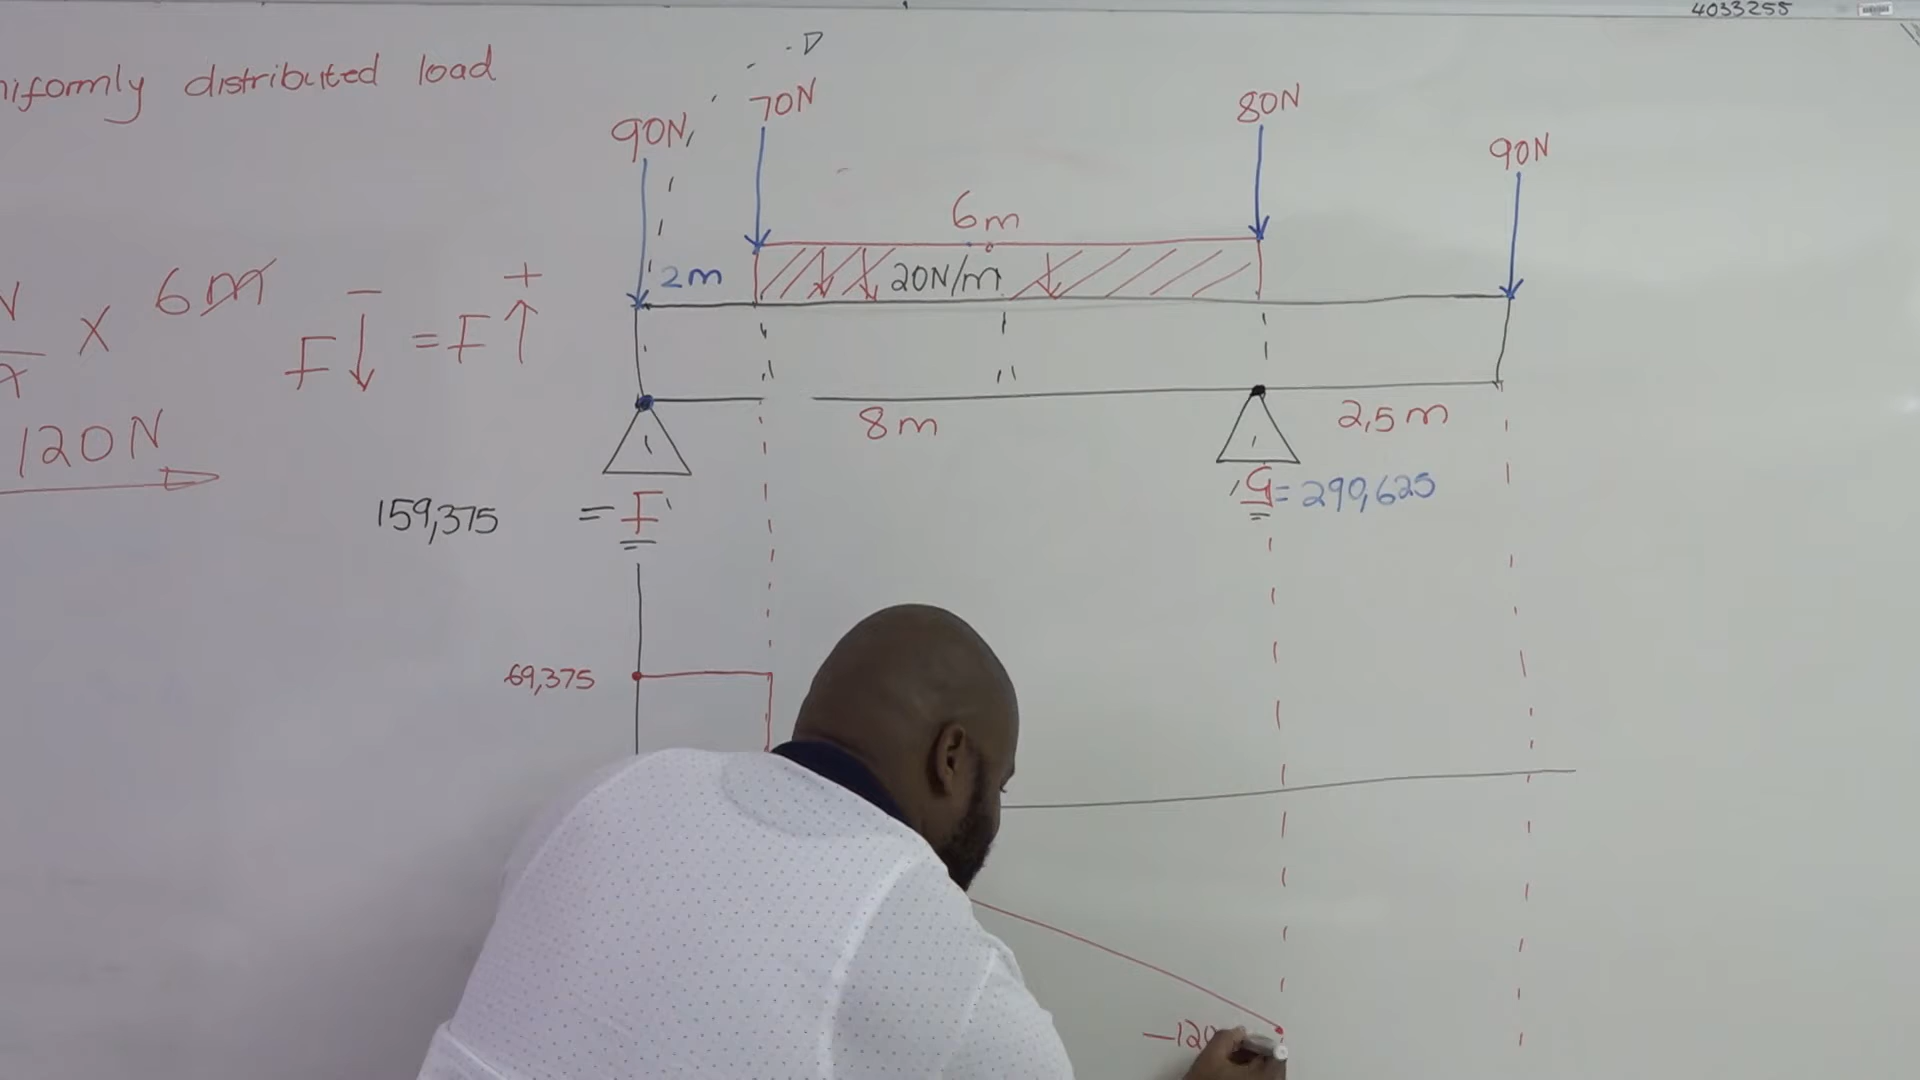 4033255
niformly distributed load
90N
70N
80N
90N
6m
2m
20N/m
× 6m
F↓ - = F↑ +
120N
8m
2,5m
159,375 = F
G = 290,625
69,375
-120